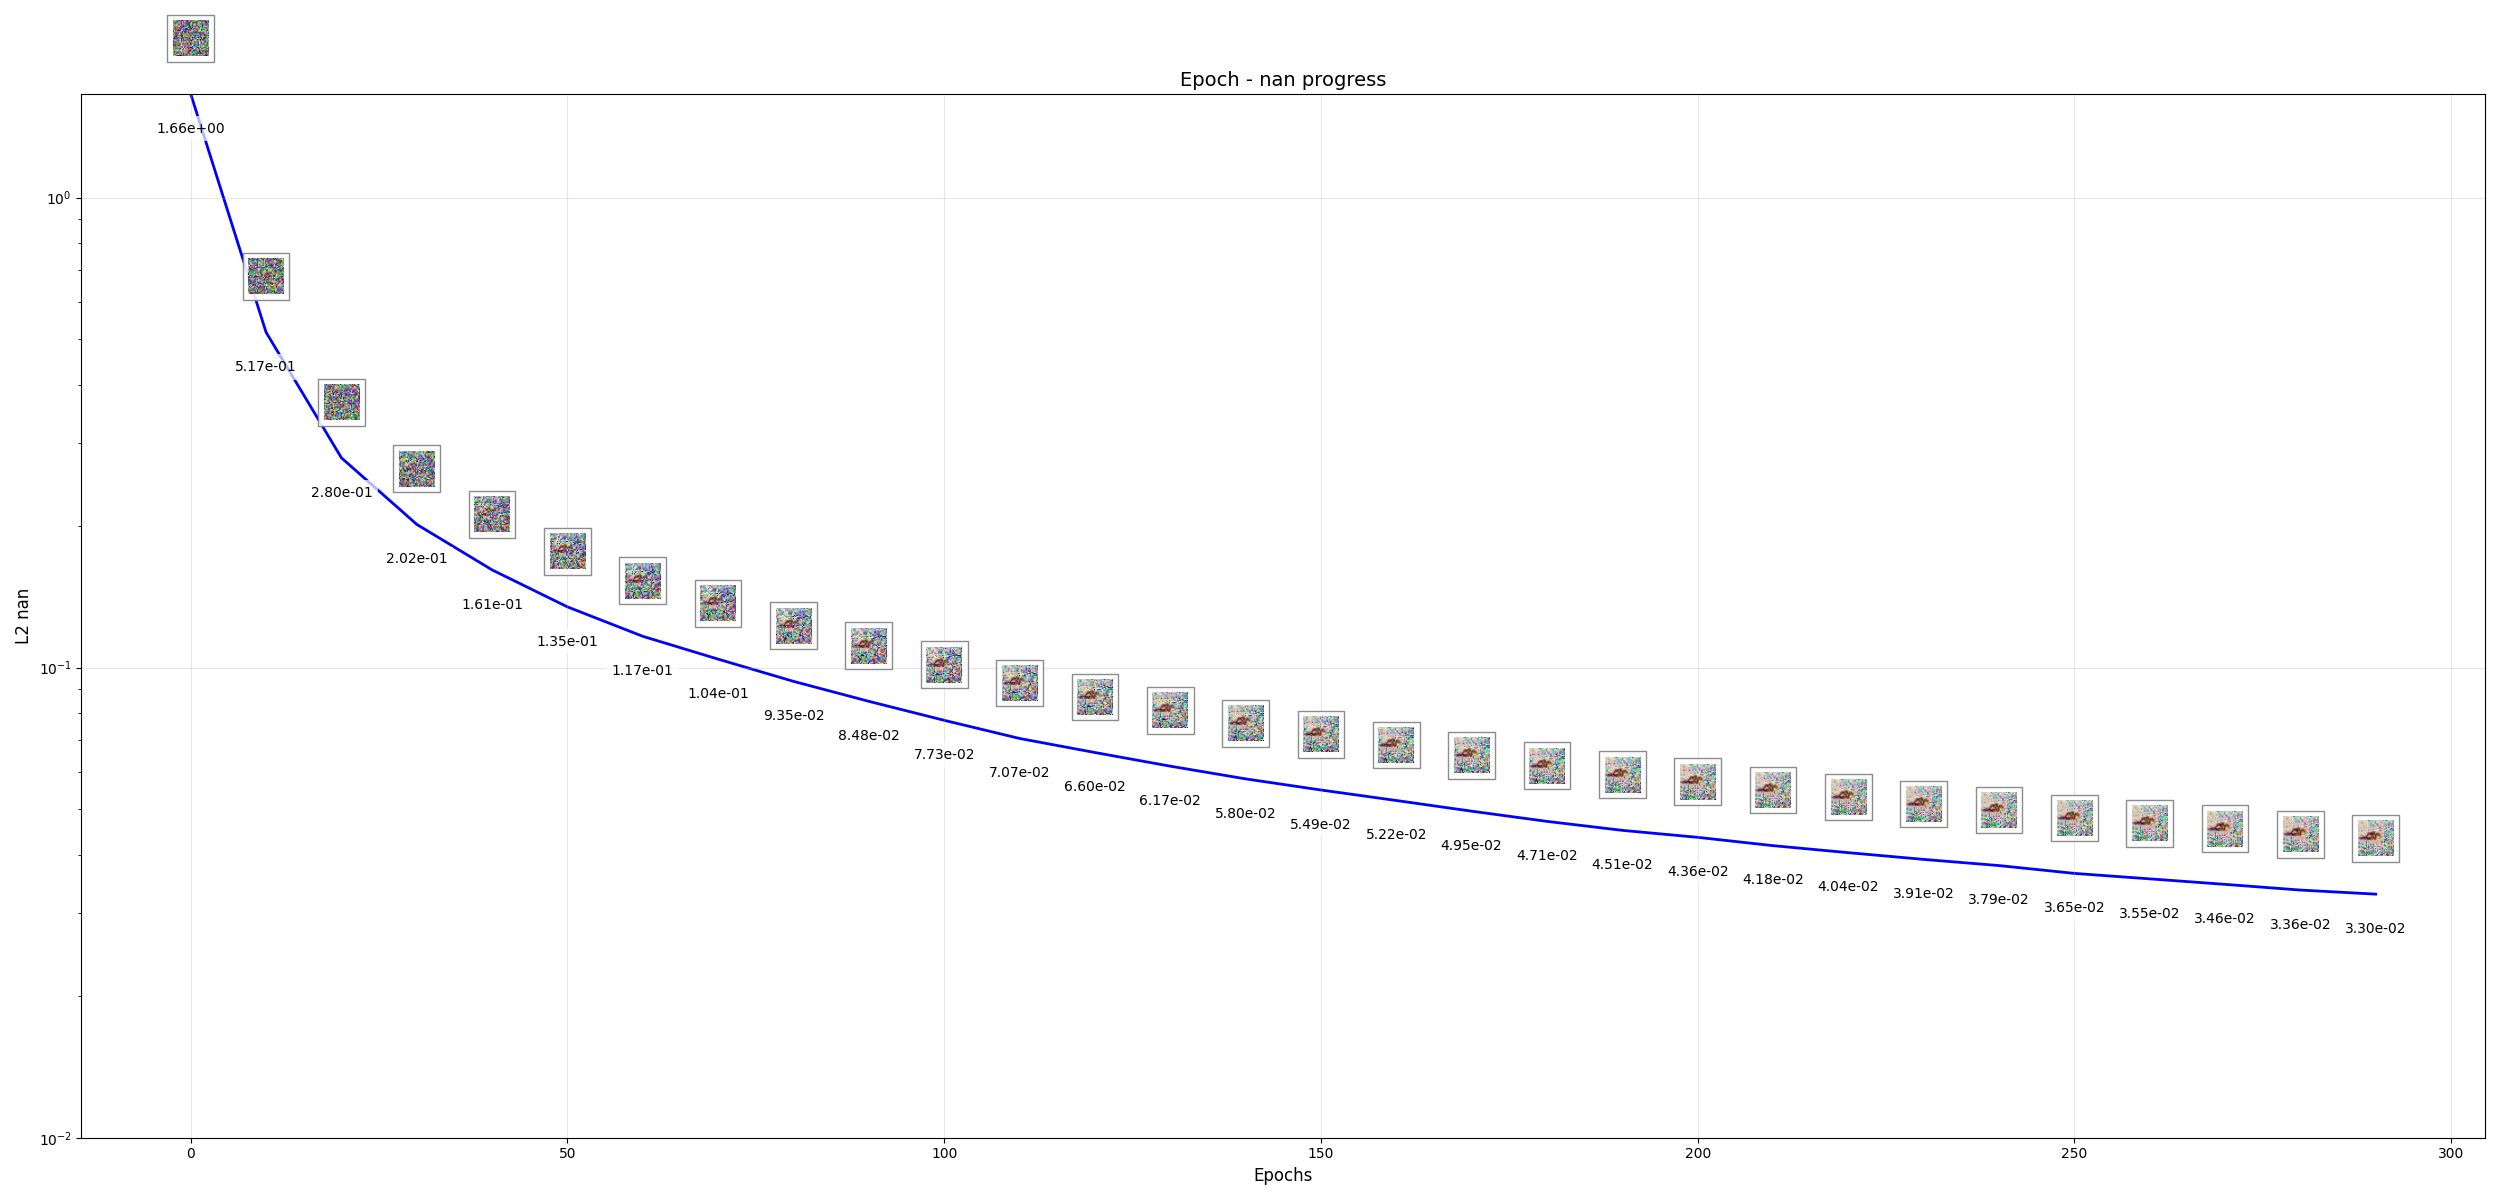 Epoch - nan progress
L2 nan
10^0
10^-1
10^-2
1.66e+00
5.17e-01
2.80e-01
2.02e-01
1.61e-01
1.35e-01
1.17e-01
1.04e-01
9.35e-02
8.48e-02
7.73e-02
7.07e-02
6.60e-02
6.17e-02
5.80e-02
5.49e-02
5.22e-02
4.95e-02
4.71e-02
4.51e-02
4.36e-02
4.18e-02
4.04e-02
3.91e-02
3.79e-02
3.65e-02
3.55e-02
3.46e-02
3.36e-02
3.30e-02
0 50 100 150 200 250 300
Epochs